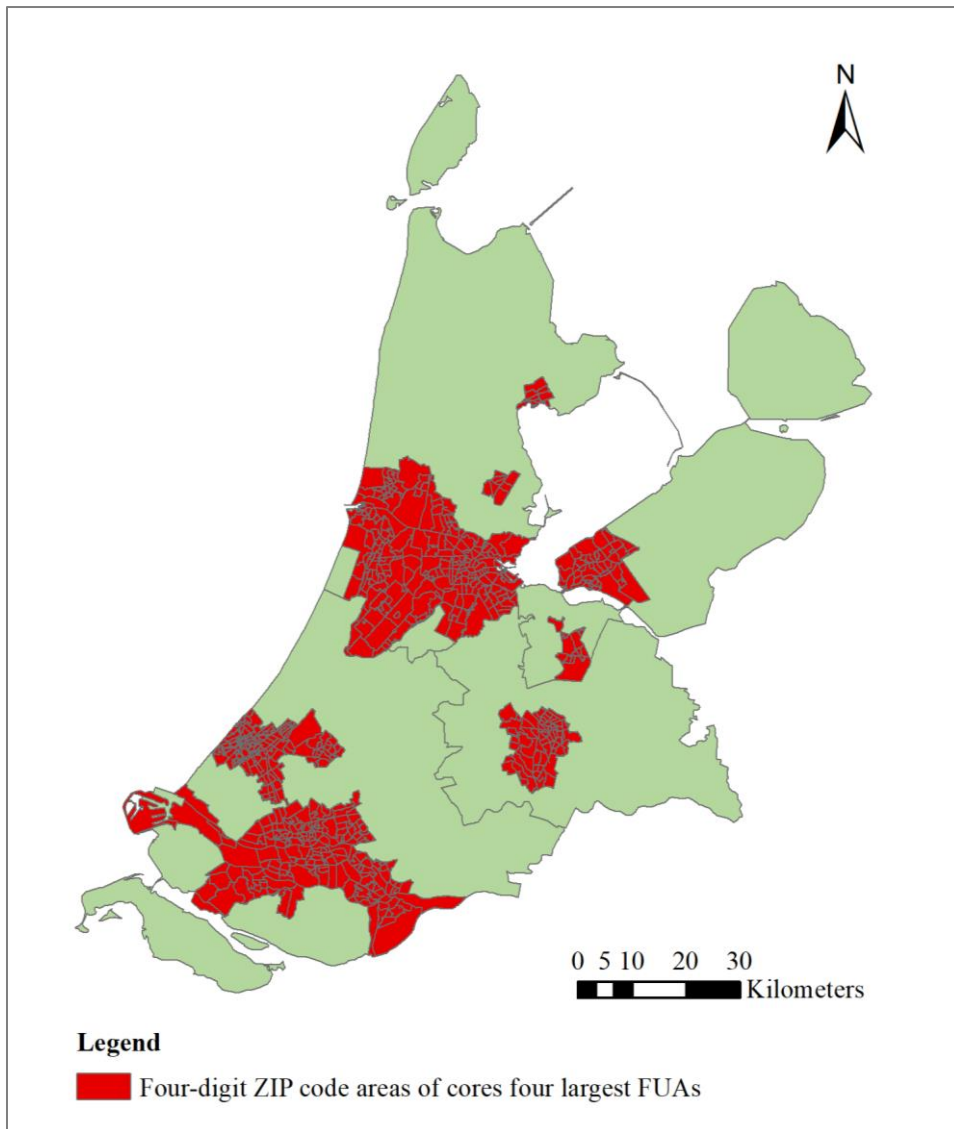 N
0 5 10 20 30
Kilometers
Legend
Four-digit ZIP code areas of cores four largest FUAs